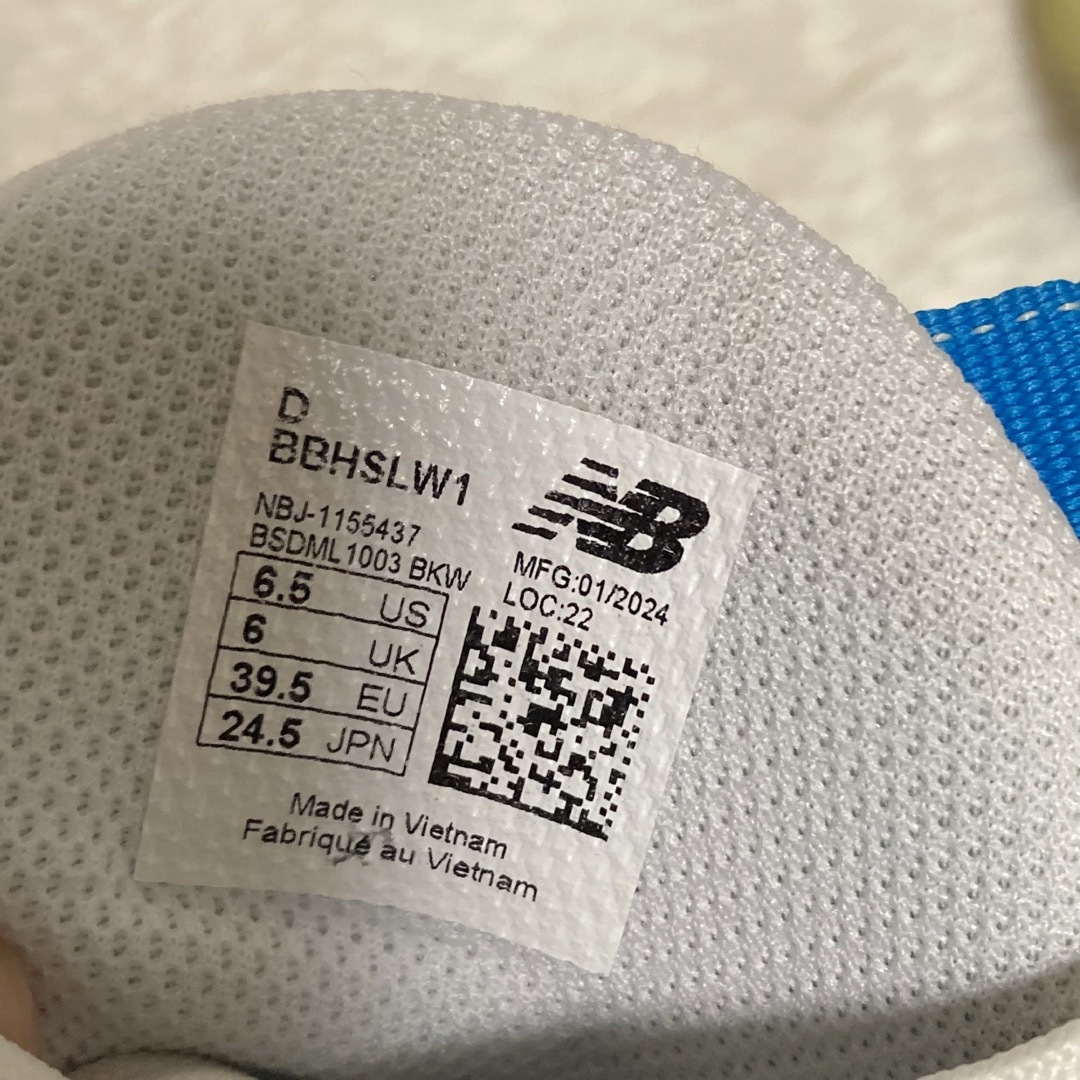 D
BBHSLW1
NBJ-1155437
BSDML1003 BKW
6.5 US
6 UK
39.5 EU
24.5 JPN
NB
MFG:01/2024
LOC:22
Made in Vietnam
Fabriqué au Vietnam